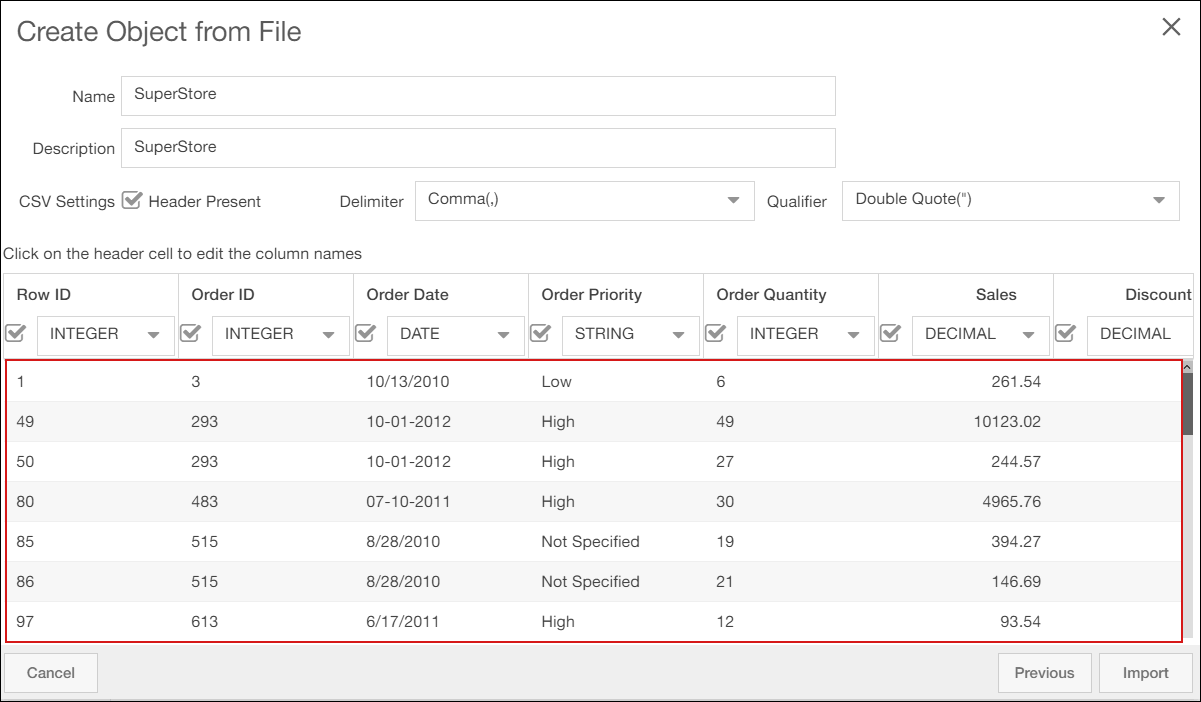 Create Object from File
Name SuperStore
Description SuperStore
CSV Settings Header Present Delimiter Comma(,) Qualifier Double Quote(")
Click on the header cell to edit the column names
Row ID Order ID Order Date Order Priority Order Quantity Sales Discount
INTEGER INTEGER DATE STRING INTEGER DECIMAL DECIMAL
1 3 10/13/2010 Low 6 261.54
49 293 10-01-2012 High 49 10123.02
50 293 10-01-2012 High 27 244.57
80 483 07-10-2011 High 30 4965.76
85 515 8/28/2010 Not Specified 19 394.27
86 515 8/28/2010 Not Specified 21 146.69
97 613 6/17/2011 High 12 93.54
Cancel Previous Import